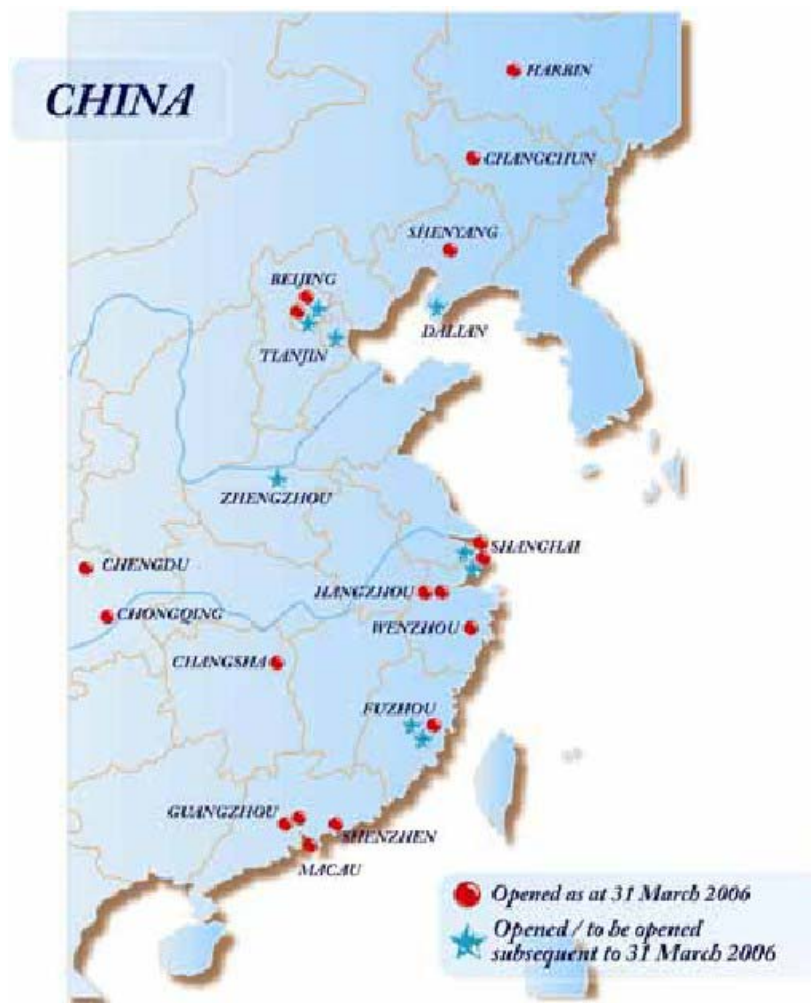 CHINA
HARBIN
CHANGCHUN
SHENYANG
BEIJING
DALIAN
TIANJIN
ZHENGZHOU
SHANGHAI
CHENGDU
HANGZHOU
CHONGQING
WENZHOU
CHANGSHA
FUZHOU
GUANGZHOU
SHENZHEN
MACAU
Opened as at 31 March 2006
Opened / to be opened
subsequent to 31 March 2006